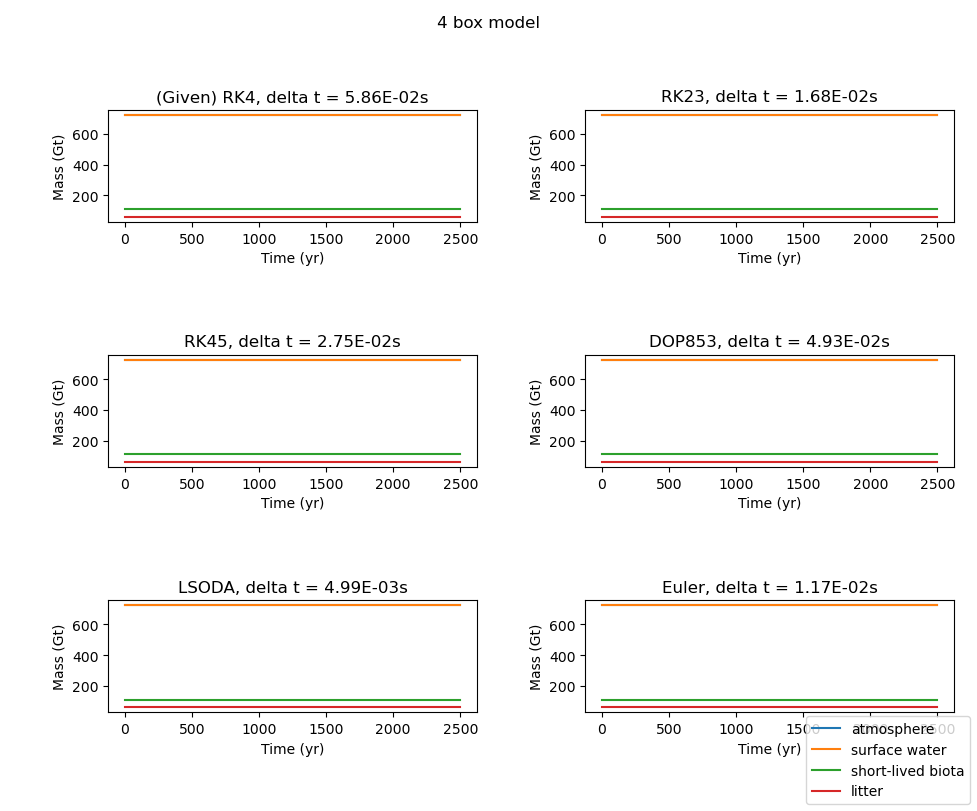 4 box model
(Given) RK4, delta t = 5.86E-02s
600
400
200
Mass (Gt)
0 500 1000 1500 2000 2500
Time (yr)
RK23, delta t = 1.68E-02s
600
400
200
Mass (Gt)
0 500 1000 1500 2000 2500
Time (yr)
RK45, delta t = 2.75E-02s
600
400
200
Mass (Gt)
0 500 1000 1500 2000 2500
Time (yr)
DOP853, delta t = 4.93E-02s
600
400
200
Mass (Gt)
0 500 1000 1500 2000 2500
Time (yr)
LSODA, delta t = 4.99E-03s
600
400
200
Mass (Gt)
0 500 1000 1500 2000 2500
Time (yr)
Euler, delta t = 1.17E-02s
600
400
200
Mass (Gt)
0 500 1000 1500 2000 2500
Time (yr)
atmosphere
surface water
short-lived biota
litter